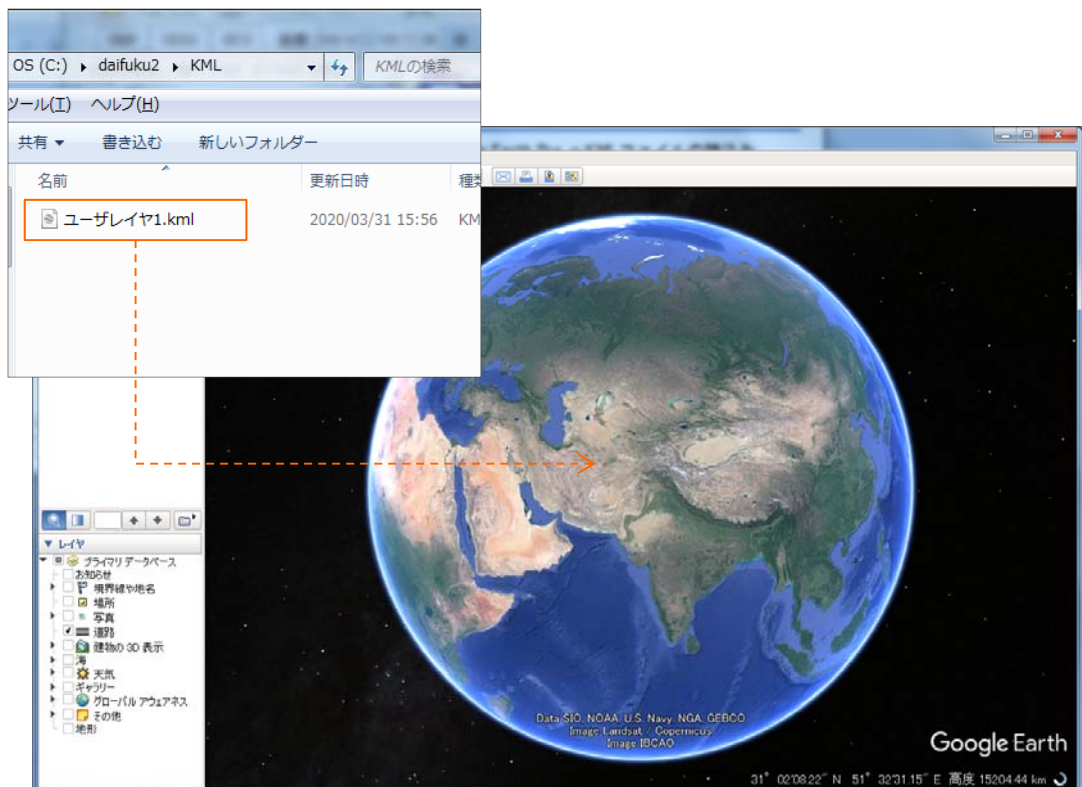 OS (C:) ▸ daifuku2 ▸ KML
KMLの検索
ツール(T) ヘルプ(H)
共有 書き込む 新しいフォルダー
名前 更新日時 種類
ユーザレイヤ1.kml 2020/03/31 15:56 KM
レイヤ
プライマリ データベース
お知らせ
境界線や地名
場所
写真
道路
建物の 3D 表示
海
天気
ギャラリー
グローバル アウェアネス
その他
地形
Data SIO, NOAA, U.S. Navy, NGA, GEBCO
Image Landsat / Copernicus
Image IBCAO
Google Earth
31° 02'08.22" N 51° 32'31.15" E 高度 15204.44 km